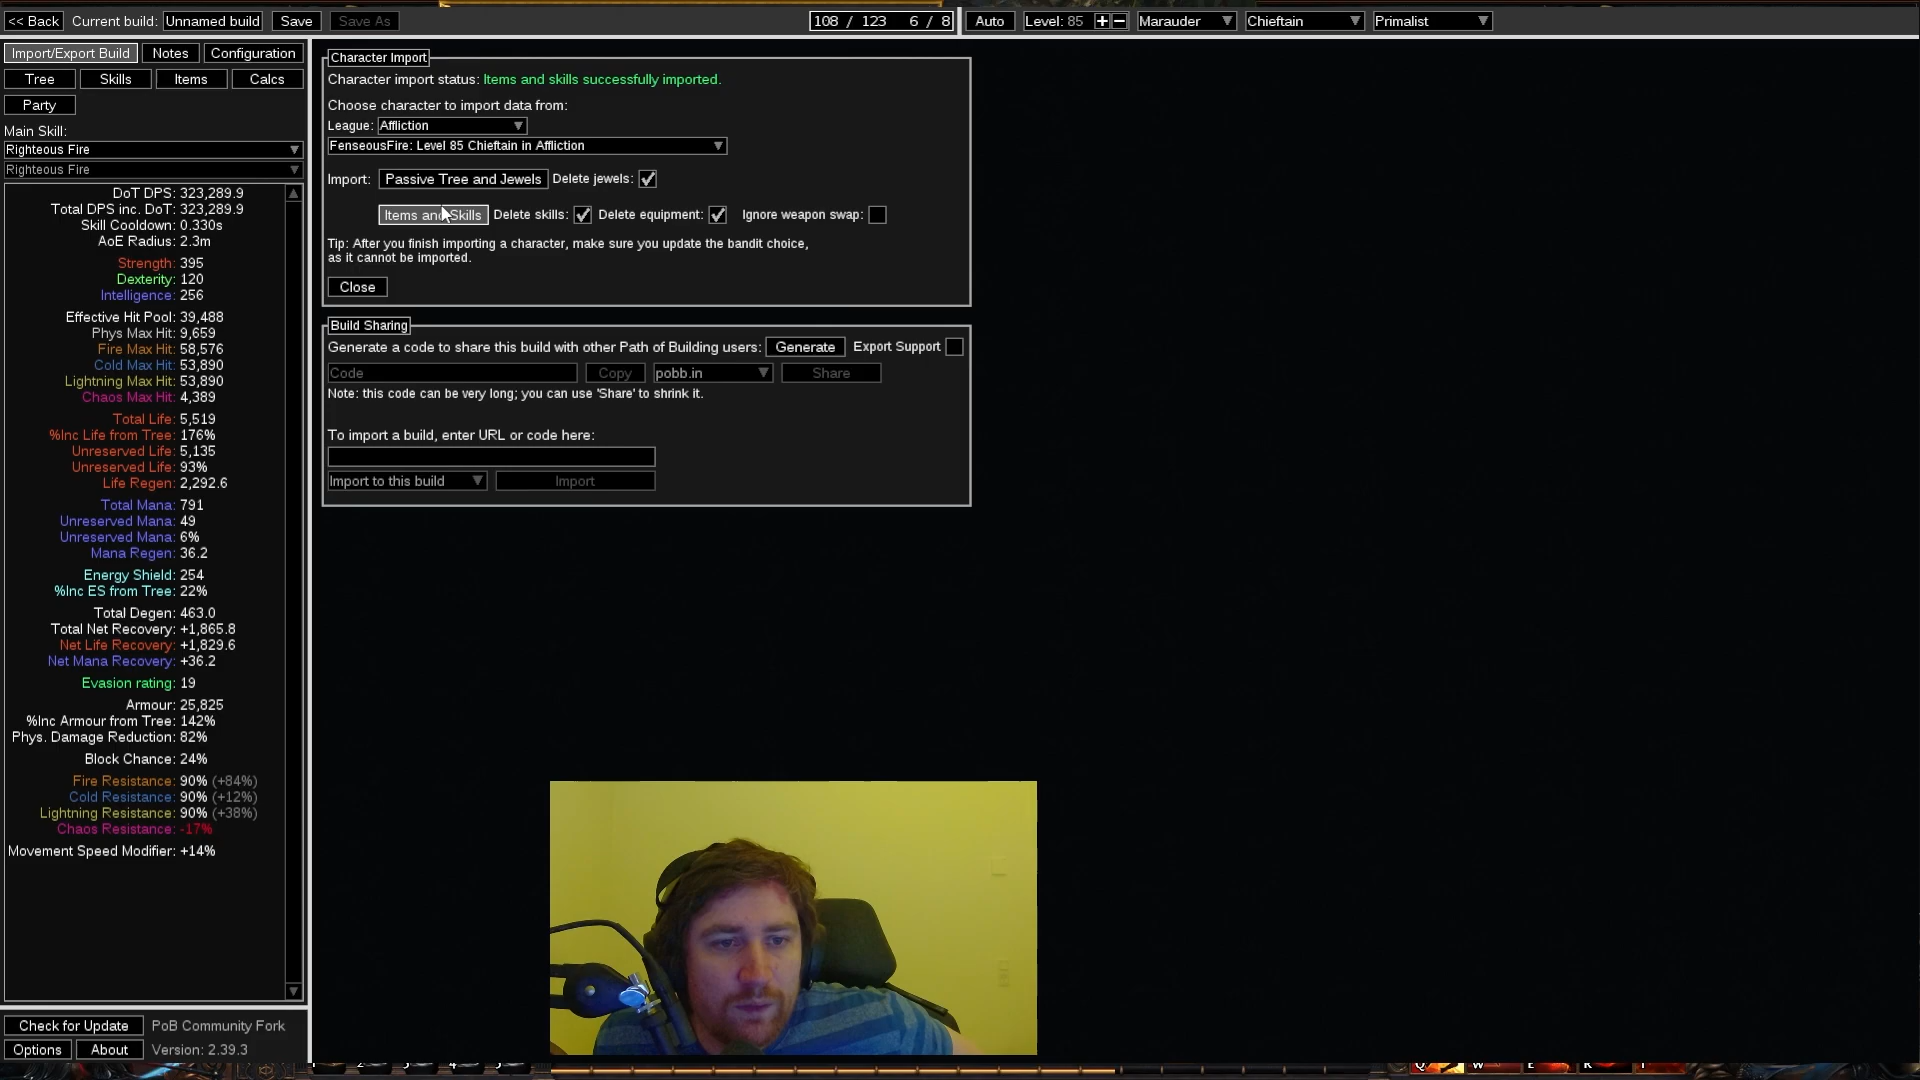 << Back Current build: Unnamed build Save Save As 108 / 123 6 / 8 Auto Level: 85 Marauder Chieftain Primalist
Import/Export Build Notes Configuration
Tree Skills Items Calcs
Party
Main Skill:
Righteous Fire
Righteous Fire
DoT DPS: 323,289.9
Total DPS inc. DoT: 323,289.9
Skill Cooldown: 0.330s
AoE Radius: 2.3m
Strength: 395
Dexterity: 120
Intelligence: 256
Effective Hit Pool: 39,488
Phys Max Hit: 9,659
Fire Max Hit: 58,576
Cold Max Hit: 53,890
Lightning Max Hit: 53,890
Chaos Max Hit: 4,389
Total Life: 5,519
%Inc Life from Tree: 176%
Unreserved Life: 5,135
Unreserved Life: 93%
Life Regen: 2,292.6
Total Mana: 791
Unreserved Mana: 49
Unreserved Mana: 6%
Mana Regen: 36.2
Energy Shield: 254
%Inc ES from Tree: 22%
Total Degen: 463.0
Total Net Recovery: +1,865.8
Net Life Recovery: +1,829.6
Net Mana Recovery: +36.2
Evasion rating: 19
Armour: 25,825
%Inc Armour from Tree: 142%
Phys. Damage Reduction: 82%
Block Chance: 24%
Fire Resistance: 90% (+84%)
Cold Resistance: 90% (+12%)
Lightning Resistance: 90% (+38%)
Chaos Resistance: -17%
Movement Speed Modifier: +14%
Check for Update PoB Community Fork
Options About Version: 2.39.3
Character Import
Character import status: Items and skills successfully imported.
Choose character to import data from:
League: Affliction
FenseousFire: Level 85 Chieftain in Affliction
Import: Passive Tree and Jewels Delete jewels:
Items and Skills Delete skills: Delete equipment: Ignore weapon swap:
Tip: After you finish importing a character, make sure you update the bandit choice,
as it cannot be imported.
Close
Build Sharing
Generate a code to share this build with other Path of Building users: Generate Export Support
Code Copy pobb.in Share
Note: this code can be very long; you can use 'Share' to shrink it.
To import a build, enter URL or code here:
Import to this build Import
Q W E R T